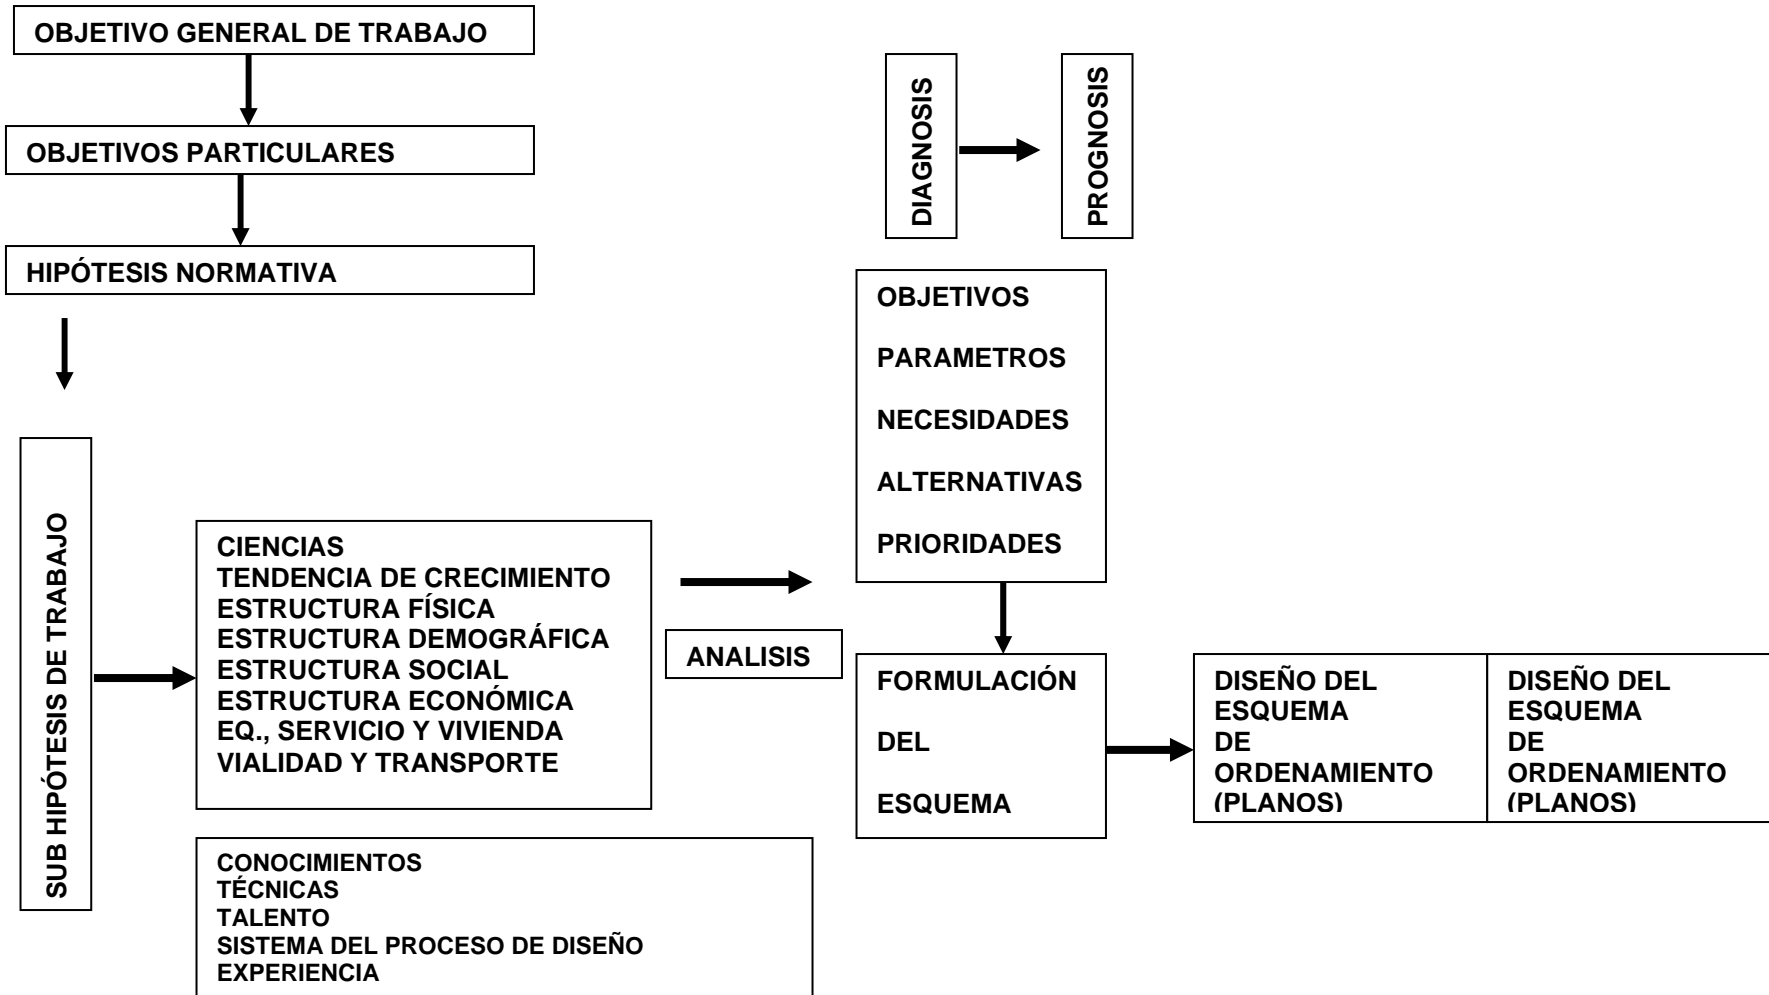 OBJETIVO GENERAL DE TRABAJO
OBJETIVOS PARTICULARES
HIPÓTESIS NORMATIVA
SUB HIPÓTESIS DE TRABAJO
CIENCIAS
TENDENCIA DE CRECIMIENTO
ESTRUCTURA FÍSICA
ESTRUCTURA DEMOGRÁFICA
ESTRUCTURA SOCIAL
ESTRUCTURA ECONÓMICA
EQ., SERVICIO Y VIVIENDA
VIALIDAD Y TRANSPORTE
CONOCIMIENTOS
TÉCNICAS
TALENTO
SISTEMA DEL PROCESO DE DISEÑO
EXPERIENCIA
ANALISIS
DIAGNOSIS
PROGNOSIS
OBJETIVOS
PARAMETROS
NECESIDADES
ALTERNATIVAS
PRIORIDADES
FORMULACIÓN
DEL
ESQUEMA
DISEÑO DEL
ESQUEMA
DE
ORDENAMIENTO
(PLANOS)
DISEÑO DEL
ESQUEMA
DE
ORDENAMIENTO
(PLANOS)